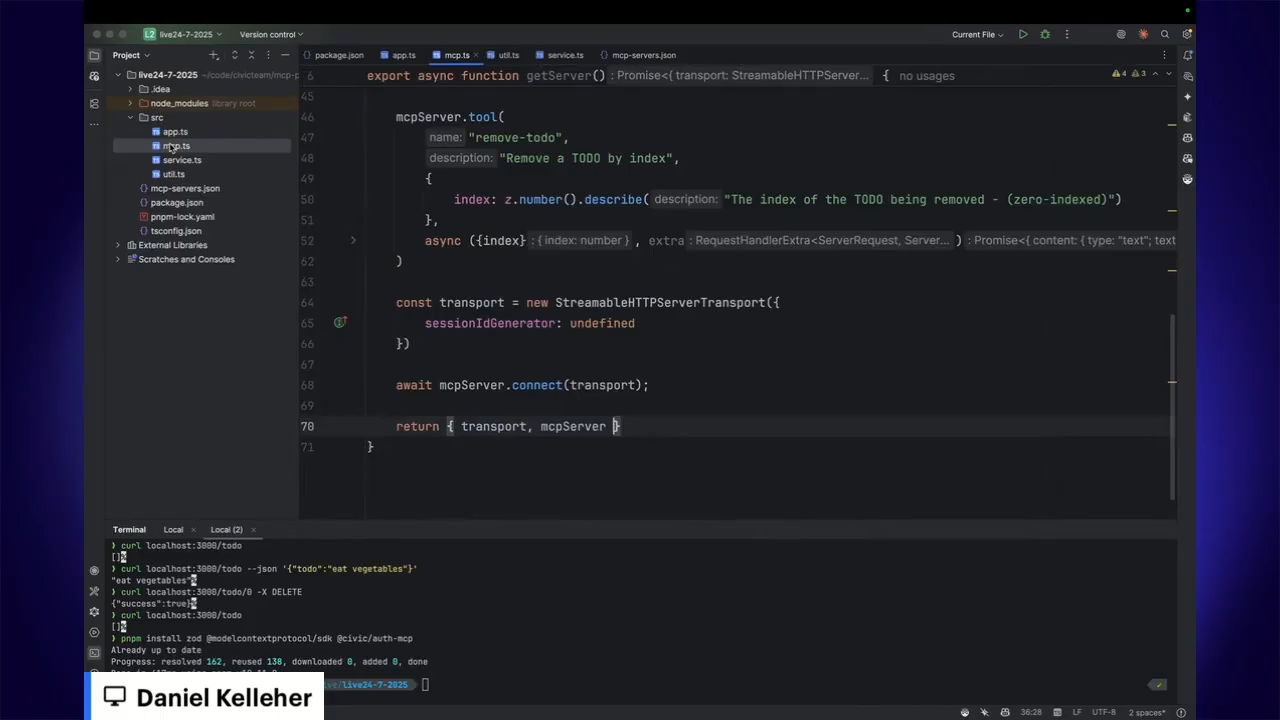 L2 live24-7-2025 Version control Current File
Project
package.json app.ts mcp.ts util.ts service.ts mcp-servers.json
live24-7-2025 ~/code/civicteam/mcp-p
.idea
node_modules library root
src
app.ts
mcp.ts
service.ts
util.ts
mcp-servers.json
package.json
pnpm-lock.yaml
tsconfig.json
External Libraries
Scratches and Consoles
6 export async function getServer() : Promise<{ transport: StreamableHTTPServer... { no usages 4 3
45
46 mcpServer.tool(
47 name: "remove-todo",
48 description: "Remove a TODO by index",
49 {
50 index: z.number().describe( description: "The index of the TODO being removed - (zero-indexed)")
51 },
52 async ({index} : { index: number } , extra : RequestHandlerExtra<ServerRequest, Server... ) : Promise<{ content: { type: "text"; text
62 )
63
64 const transport = new StreamableHTTPServerTransport({
65 sessionIdGenerator: undefined
66 })
67
68 await mcpServer.connect(transport);
69
70 return { transport, mcpServer }
71 }
Terminal Local Local (2)
❯ curl localhost:3000/todo
[]%
❯ curl localhost:3000/todo --json '{"todo":"eat vegetables"}'
"eat vegetables"%
❯ curl localhost:3000/todo/0 -X DELETE
{"success":true}%
❯ curl localhost:3000/todo
[]%
❯ pnpm install zod @modelcontextprotocol/sdk @civic/auth-mcp
Already up to date
Progress: resolved 162, reused 138, downloaded 0, added 0, done
/live24-7-2025
Daniel Kelleher
36:28 LF UTF-8 2 spaces*